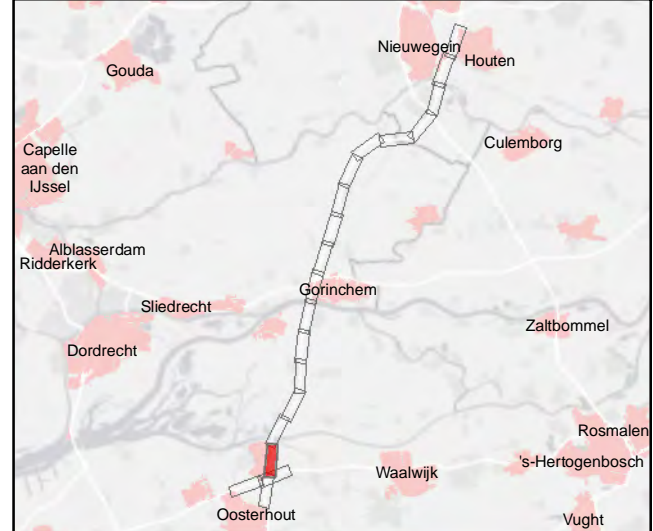 Nieuwegein
Houten
Gouda
Culemborg
Capelle
aan den
IJssel
Alblasserdam
Ridderkerk
Gorinchem
Sliedrecht
Zaltbommel
Dordrecht
Rosmalen
's-Hertogenbosch
Waalwijk
Oosterhout
Vught